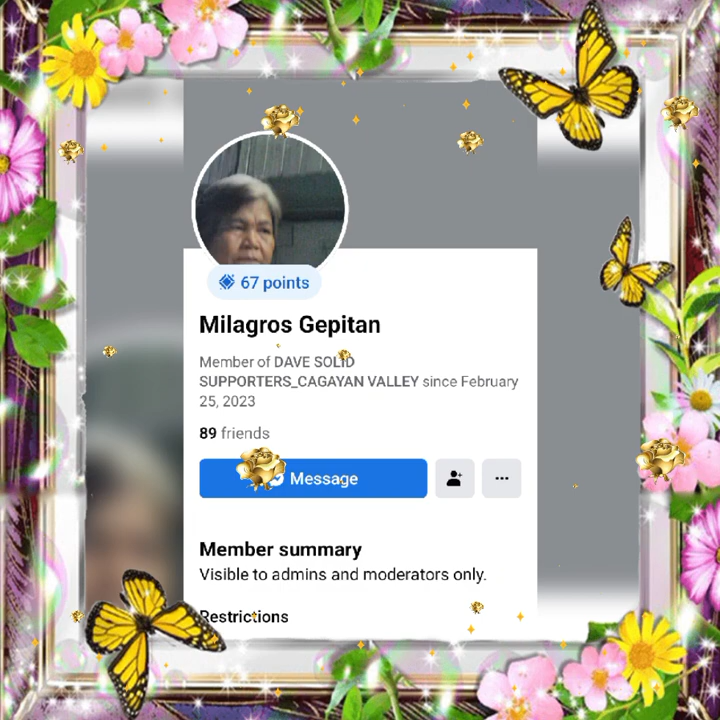 67 points
Milagros Gepitan
Member of DAVE SOLID
SUPPORTERS_CAGAYAN VALLEY since February
25, 2023
89 friends
Message
Member summary
Visible to admins and moderators only.
Restrictions